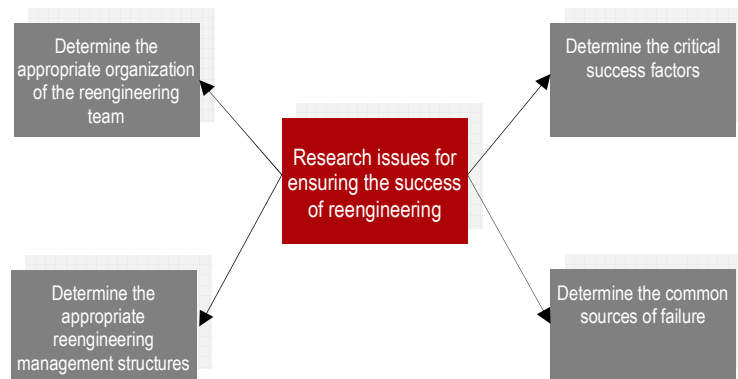 Determine the
appropriate organization
of the reengineering
team
Determine the critical
success factors
Research issues for
ensuring the success
of reengineering
Determine the
appropriate
reengineering
management structures
Determine the common
sources of failure